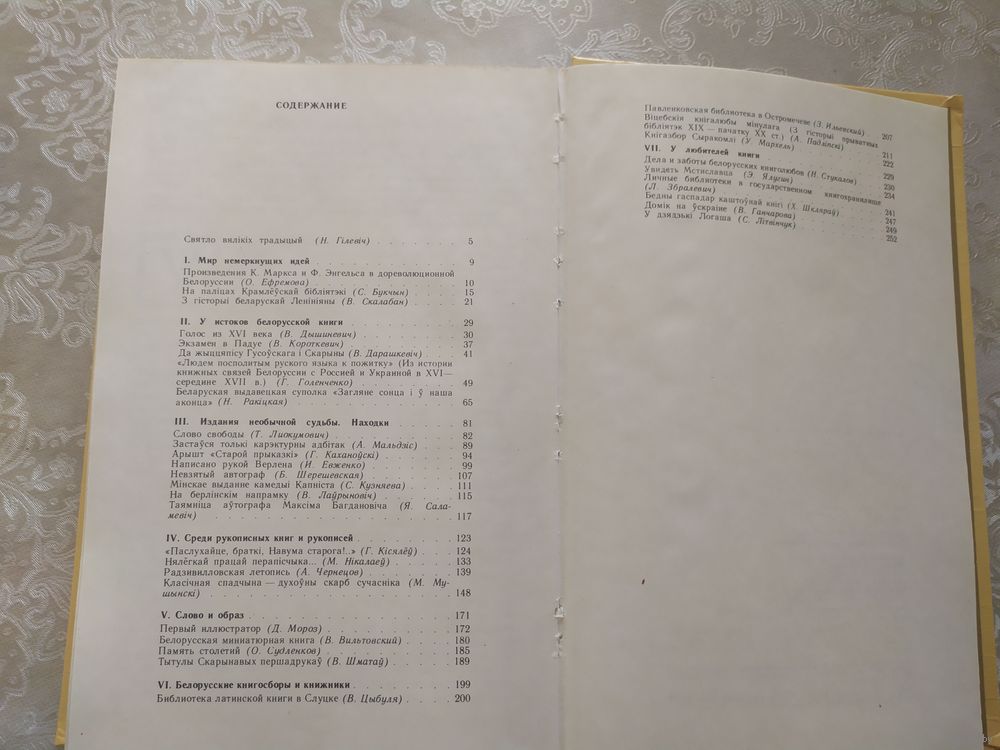 СОДЕРЖАНИЕ
Святло вялікіх традыцый (Н. Гілевіч) . . . . . . . 5
I. Мир немеркнущих идей . . . . . . . . . . 9
Произведения К. Маркса и Ф. Энгельса в дореволюционной
Белоруссии (О. Ефремова) . . . . . . . . . . 10
На паліцах Крамлёўскай бібліятэкі (С. Букчын) . . . . . 15
З гісторыі беларускай Ленініяны (В. Скалабан) . . . . . 21
II. У истоков белорусской книги . . . . . . . . 29
Голос из XVI века (В. Дышиневич) . . . . . . . 30
Экзамен в Падуе (В. Короткевич) . . . . . . . . 37
Да жыццяпісу Гусоўскага і Скарыны (В. Дарашкевіч) . . . 41
«Людем посполитым руского языка к пожитку» (Из истории
книжных связей Белоруссии с Россией и Украиной в XVI—
середине XVII в.) (Г. Голенченко) . . . . . . . 49
Беларуская выдавецкая суполка «Загляне сонца і ў наша
аконца» (Н. Ракіцкая) . . . . . . . . . . . 65
III. Издания необычной судьбы. Находки . . . . . . 81
Слово свободы (Т. Лиокумович) . . . . . . . . 82
Застаўся толькі карэктурны адбітак (А. Мальдзіс) . . . . 89
Арышт «Старой прыказкі» (Г. Каханоўскі) . . . . . . 94
Написано рукой Верлена (И. Евженко) . . . . . . . 99
Невзятый автограф (Б. Шерешевская) . . . . . . . 107
Мінскае выданне камедыі Капніста (С. Кузняева) . . . . 111
На берлінскім напрамку (В. Лаўрыновіч) . . . . . . 115
Таямніца аўтографа Максіма Багдановіча (Я. Сала-
мевіч) . . . . . . . . . . . . . . . 117
IV. Среди рукописных книг и рукописей . . . . . . 123
«Паслухайце, браткі, Навума старога!..» (Г. Кісялёў) . . . 124
Нялёгкай працай перапісчыка... (М. Нікалаеў) . . . . . 133
Радзивилловская летопись (А. Чернецов) . . . . . . 139
Класічная спадчына — духоўны скарб сучасніка (М. Му-
шынскі) . . . . . . . . . . . . . . . 148
V. Слово и образ . . . . . . . . . . . . . 171
Первый иллюстратор (Д. Мороз) . . . . . . . . 172
Белорусская миниатюрная книга (В. Вильтовский) . . . . 180
Память столетий (О. Судленков) . . . . . . . . 185
Тытулы Скарынавых першадрукаў (В. Шматаў) . . . . . 189
VI. Белорусские книгосборы и книжники . . . . . . . 199
Библиотека латинской книги в Слуцке (В. Цыбуля) . . . . 200
Павленковская библиотека в Остромечеве (З. Ильевский) . . 207
Віцебскія кнігалюбы мінулага (З гісторыі прыватных
бібліятэк XIX — пачатку XX ст.) (А. Падліпскі) . . . . 211
Кнігазбор Сыракомлі (У. Мархель) . . . . . . . 222
VII. У любителей книги
Дела и заботы белорусских книголюбов (Н. Стукалов) . . 229
Увидеть Мстиславца (Э. Ялугин) . . . . . . . . 230
Личные библиотеки в государственном книгохранилище 234
(Л. Збралевич) . . . . . . . . . . . .
Бедны гаспадар каштоўнай кнігі (Х. Шкляраў) . . . . . 241
Домік на ўскраіне (В. Ганчарова) . . . . . . . . 247
У дзядзькі Логаша (С. Літвінчук) . . . . . . . . 249
252